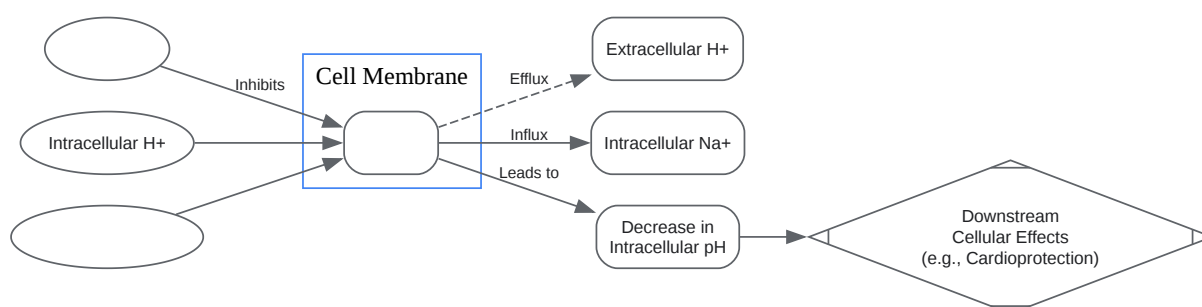 Extracellular H+
Cell Membrane
Efflux
Inhibits
Intracellular H+
Influx
Intracellular Na+
Leads to
Decrease in
Intracellular pH
Downstream
Cellular Effects
(e.g., Cardioprotection)